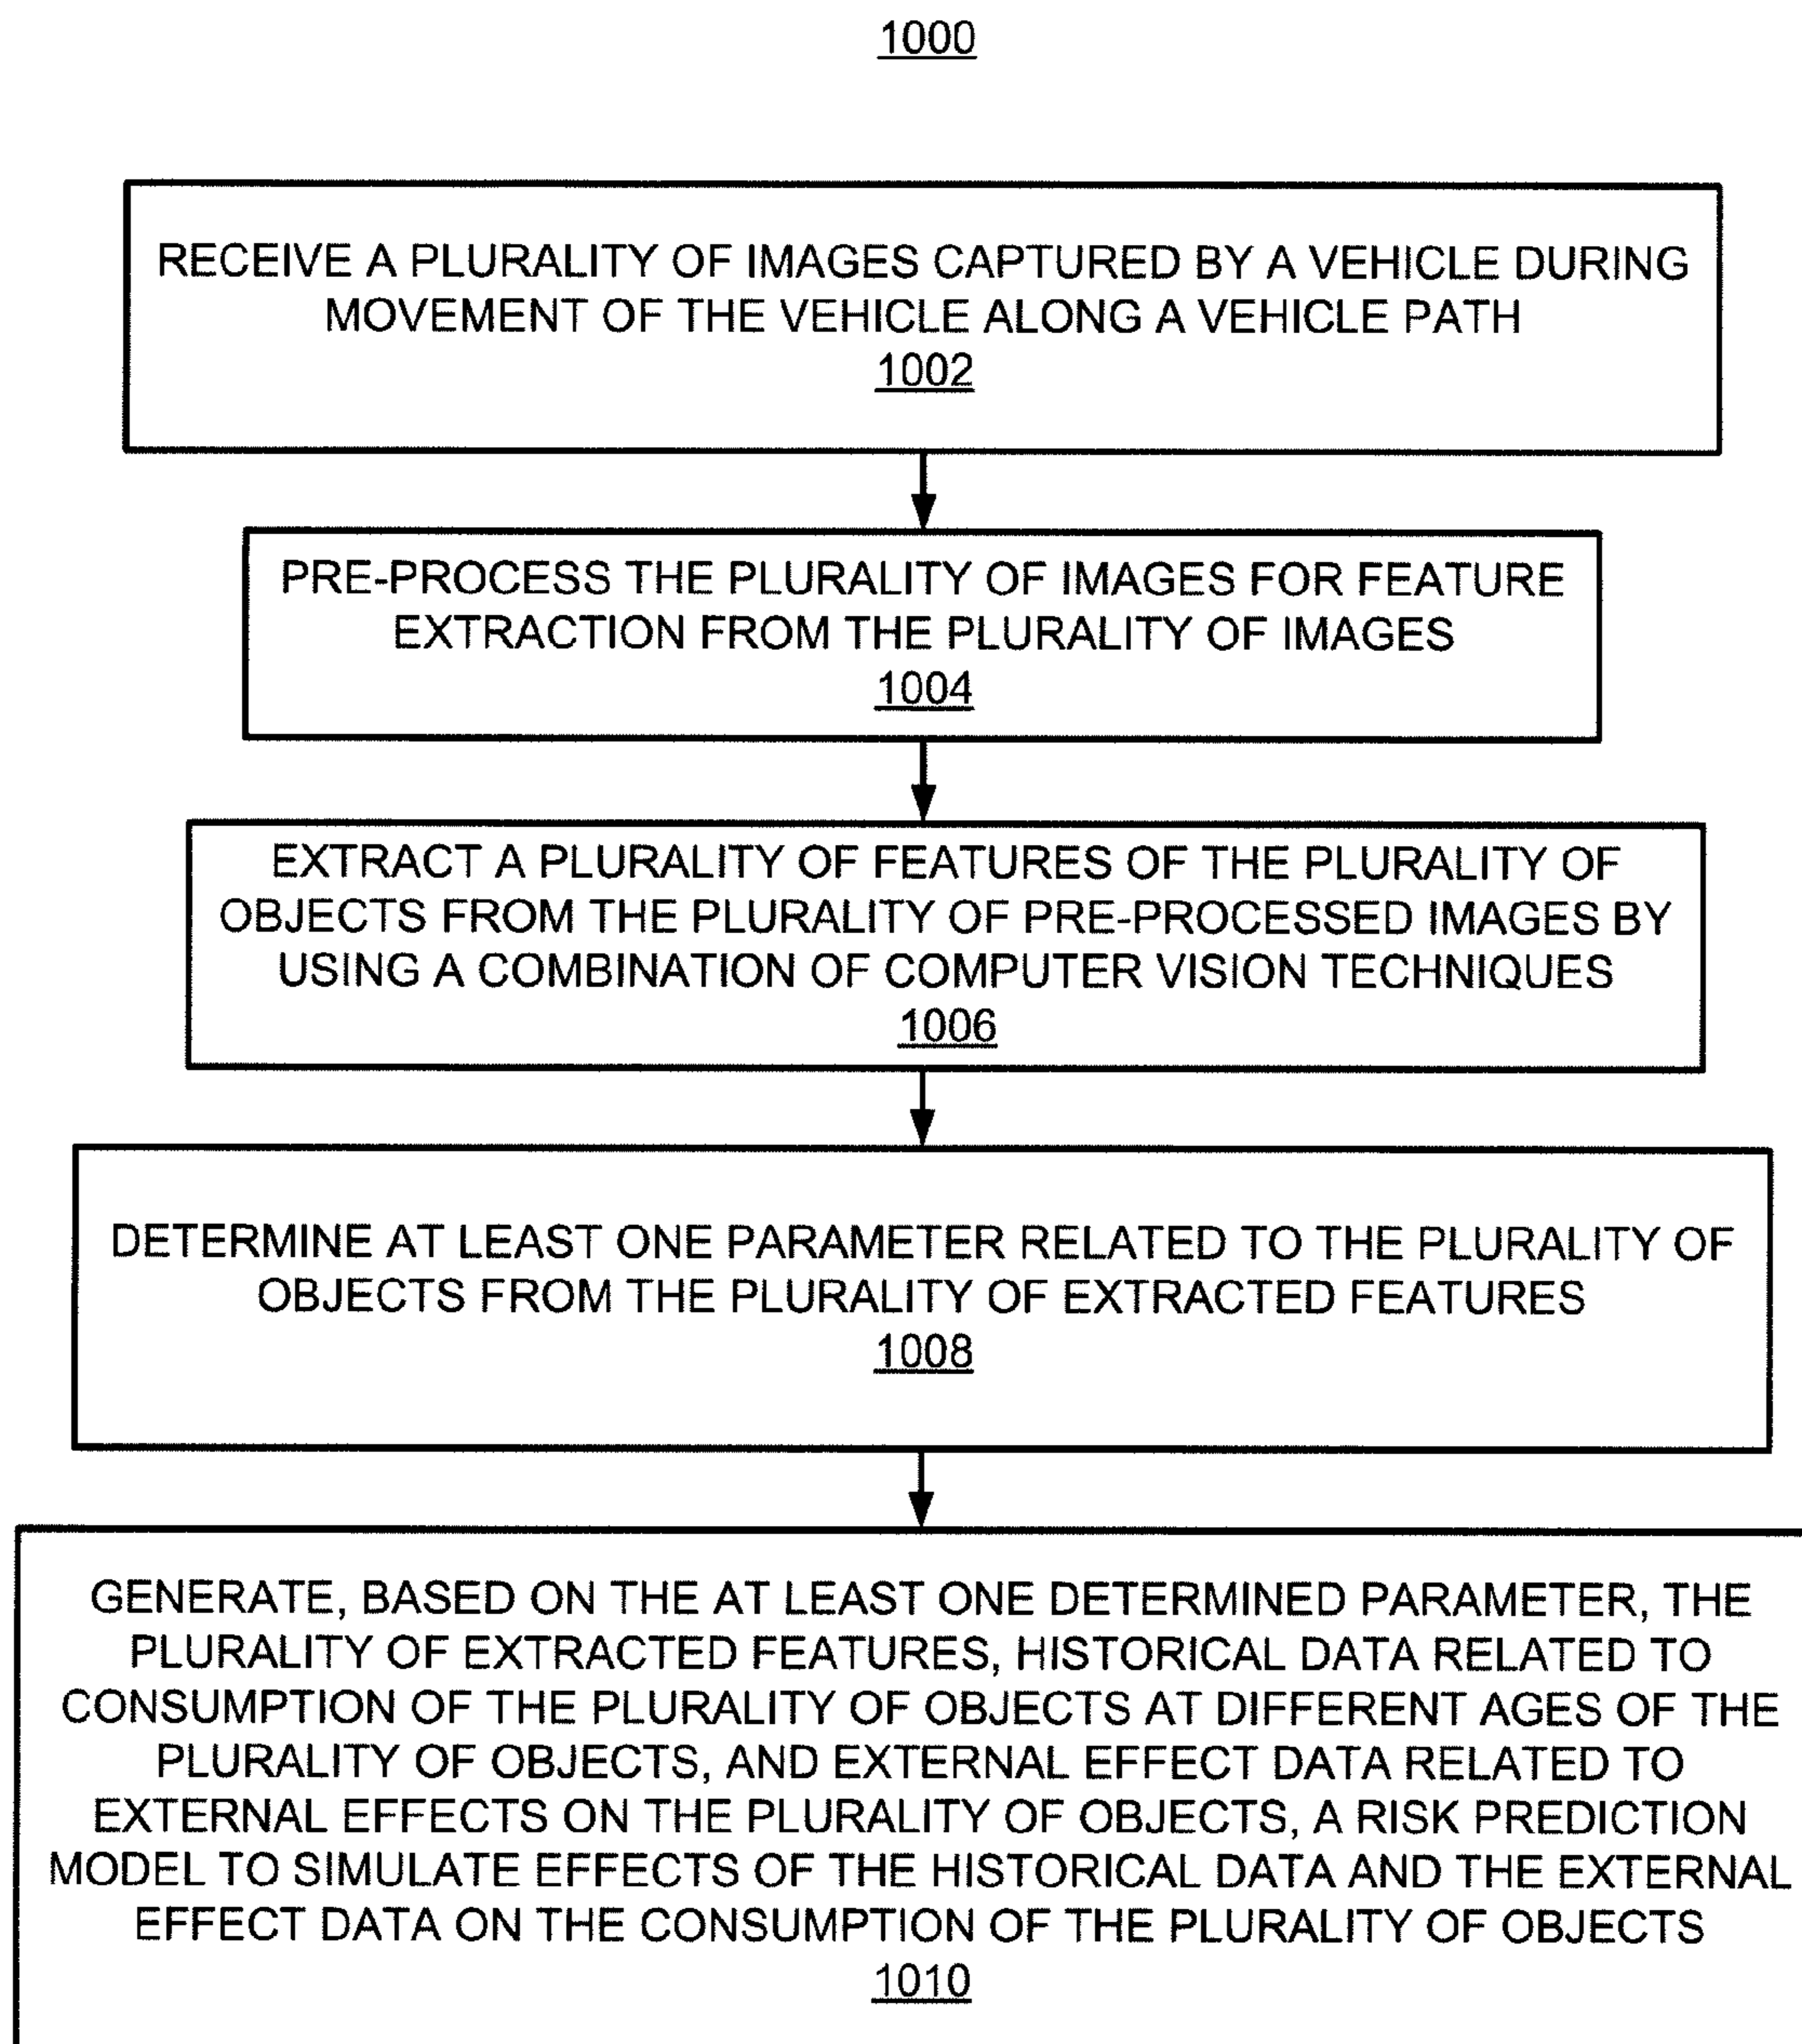 1000
RECEIVE A PLURALITY OF IMAGES CAPTURED BY A VEHICLE DURING
MOVEMENT OF THE VEHICLE ALONG A VEHICLE PATH
1002
PRE-PROCESS THE PLURALITY OF IMAGES FOR FEATURE
EXTRACTION FROM THE PLURALITY OF IMAGES
1004
EXTRACT A PLURALITY OF FEATURES OF THE PLURALITY OF
OBJECTS FROM THE PLURALITY OF PRE-PROCESSED IMAGES BY
USING A COMBINATION OF COMPUTER VISION TECHNIQUES
1006
DETERMINE AT LEAST ONE PARAMETER RELATED TO THE PLURALITY OF
OBJECTS FROM THE PLURALITY OF EXTRACTED FEATURES
1008
GENERATE, BASED ON THE AT LEAST ONE DETERMINED PARAMETER, THE
PLURALITY OF EXTRACTED FEATURES, HISTORICAL DATA RELATED TO
CONSUMPTION OF THE PLURALITY OF OBJECTS AT DIFFERENT AGES OF THE
PLURALITY OF OBJECTS, AND EXTERNAL EFFECT DATA RELATED TO
EXTERNAL EFFECTS ON THE PLURALITY OF OBJECTS, A RISK PREDICTION
MODEL TO SIMULATE EFFECTS OF THE HISTORICAL DATA AND THE EXTERNAL
EFFECT DATA ON THE CONSUMPTION OF THE PLURALITY OF OBJECTS
1010